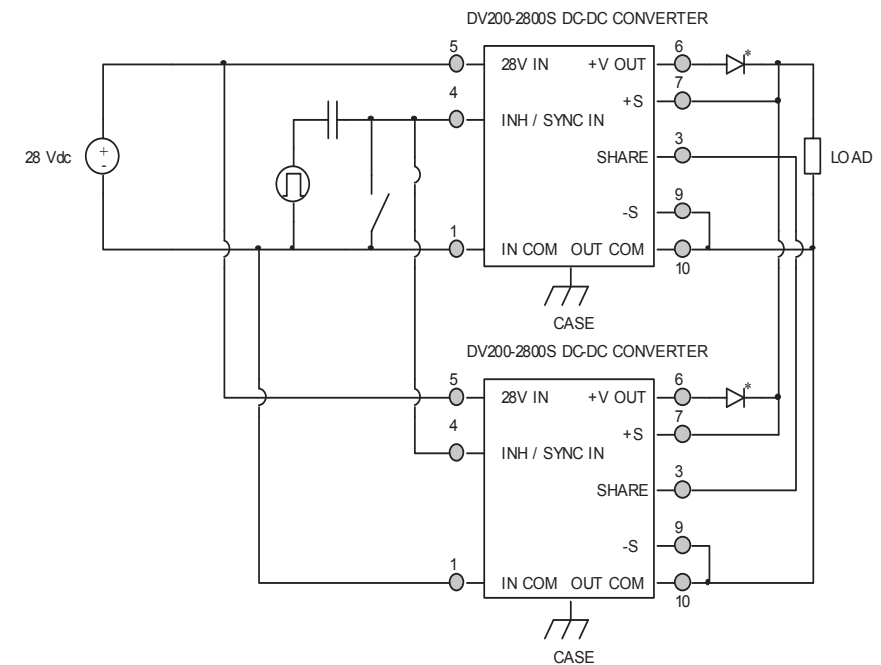 DV200-2800S DC-DC CONVERTER
5
28V IN
+V OUT
6
*
7
+S
4
INH / SYNC IN
3
SHARE
28 Vdc
+
-
LOAD
9
-S
1
IN COM
OUT COM
10
CASE
DV200-2800S DC-DC CONVERTER
5
28V IN
+V OUT
6
*
7
+S
4
INH / SYNC IN
3
SHARE
9
-S
1
IN COM
OUT COM
10
CASE